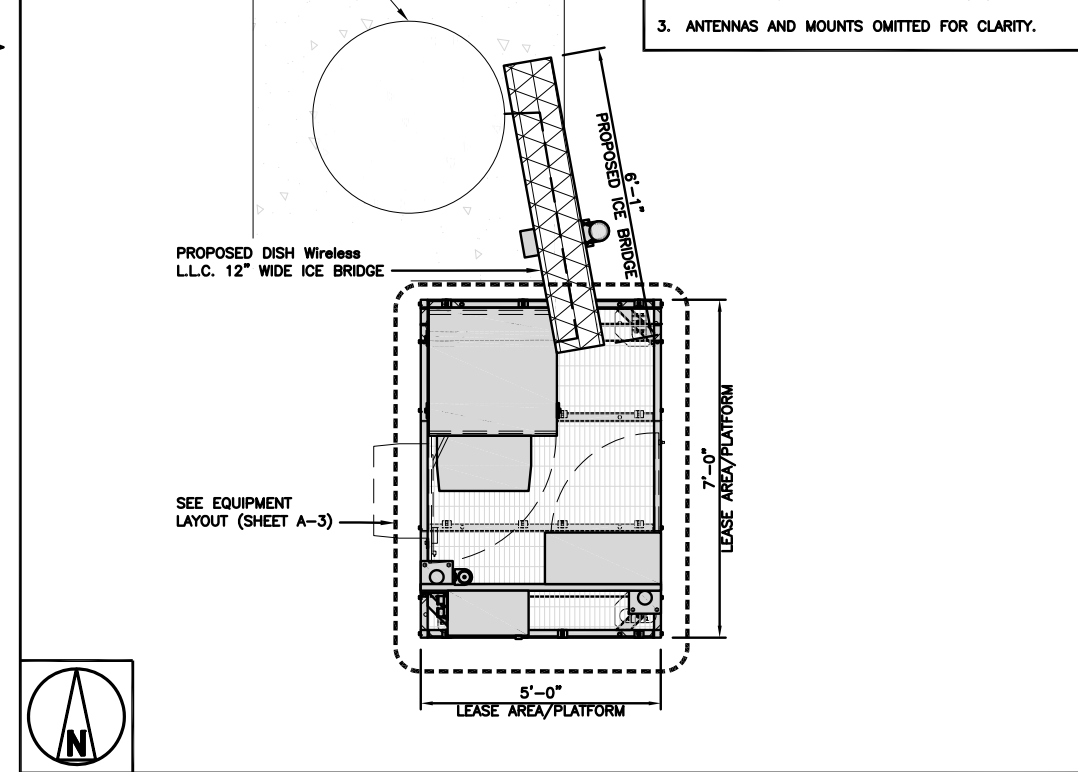 3. ANTENNAS AND MOUNTS OMITTED FOR CLARITY.
6'-1"
PROPOSED ICE BRIDGE
PROPOSED DISH Wireless
L.L.C. 12" WIDE ICE BRIDGE
SEE EQUIPMENT
LAYOUT (SHEET A-3)
7'-0"
LEASE AREA/PLATFORM
5'-0"
LEASE AREA/PLATFORM
N